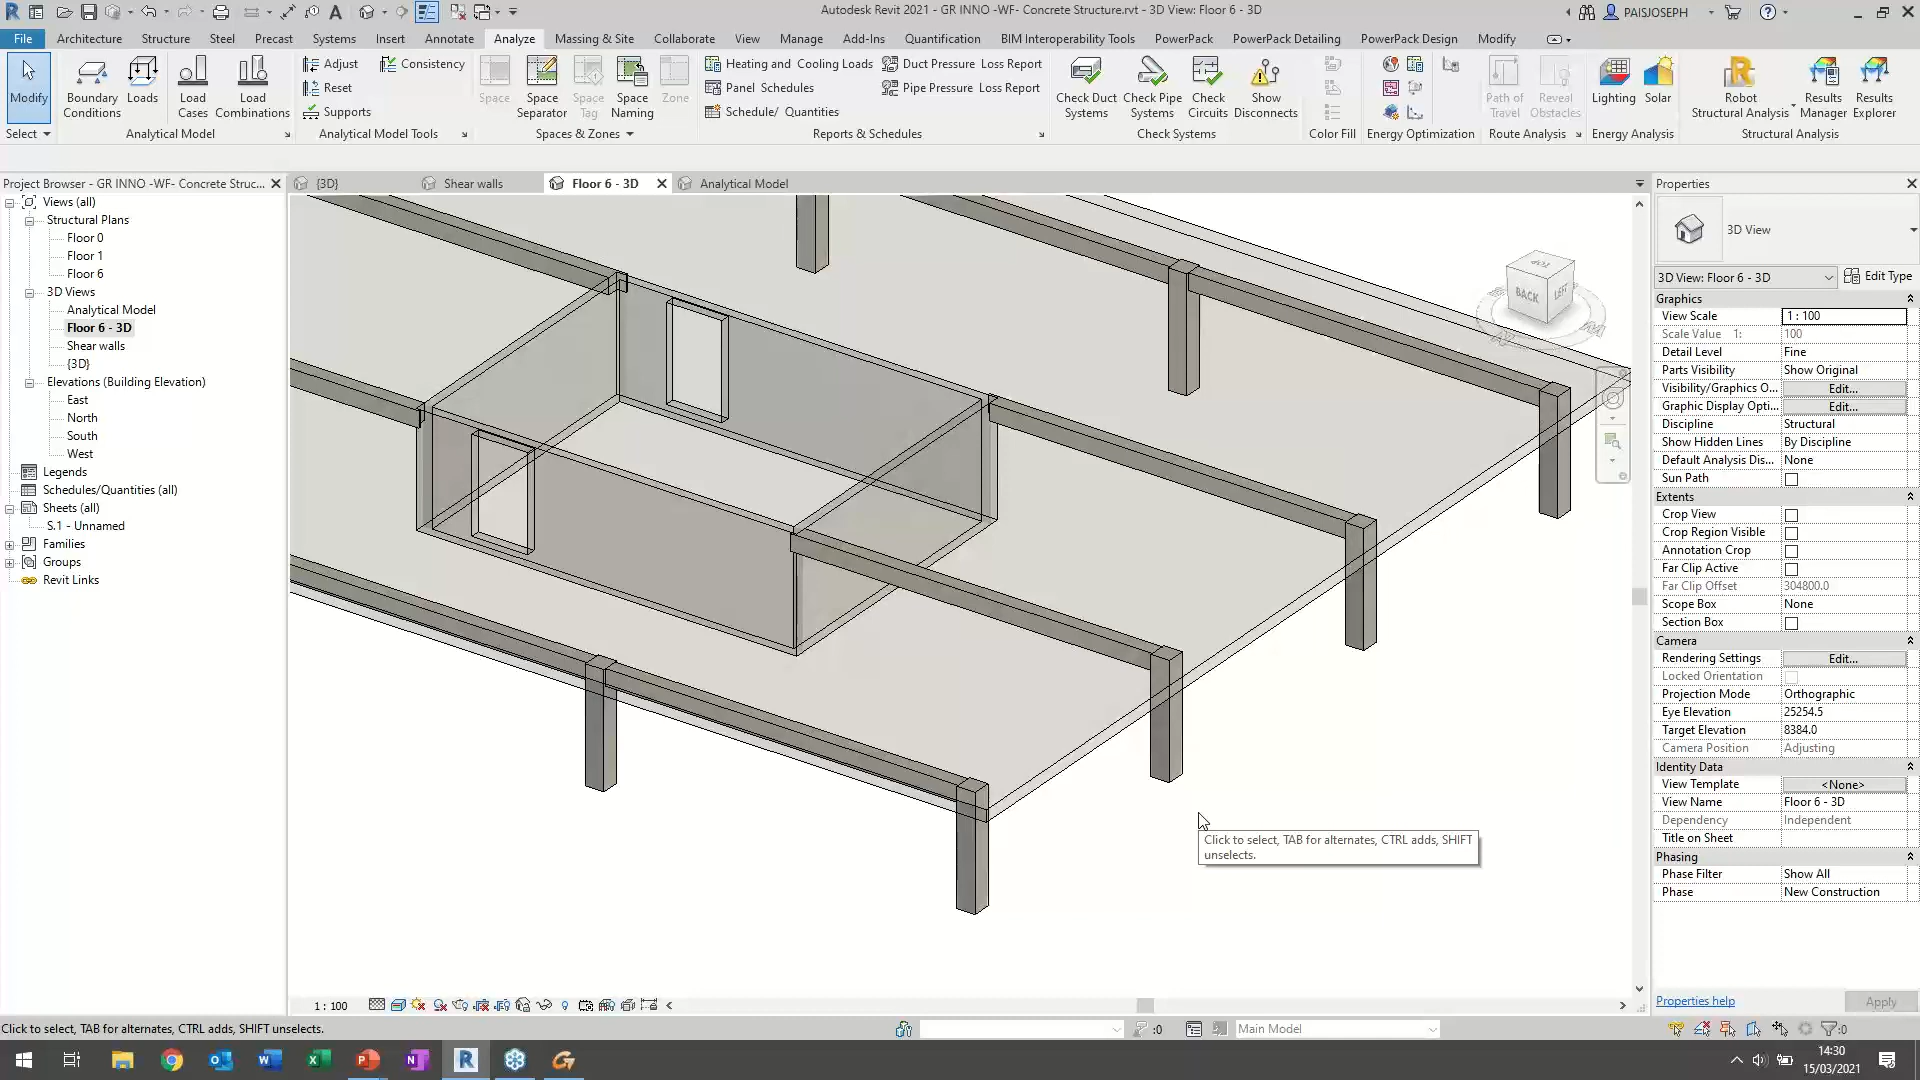 Autodesk Revit 2021 - GR INNO -WF- Concrete Structure.rvt - 3D View: Floor 6 - 3D
PAISJOSEPH
File Architecture Structure Steel Precast Systems Insert Annotate Analyze Massing & Site Collaborate View Manage Add-Ins Quantification BIM Interoperability Tools PowerPack PowerPack Detailing PowerPack Design Modify
Modify
Boundary Conditions
Loads
Load Cases
Load Combinations
Adjust
Reset
Supports
Consistency
Space
Space Separator
Space Tag
Space Naming
Zone
Heating and Cooling Loads
Panel Schedules
Schedule/ Quantities
Duct Pressure Loss Report
Pipe Pressure Loss Report
Check Duct Systems
Check Pipe Systems
Check Circuits
Show Disconnects
Path of Travel
Reveal Obstacles
Lighting
Solar
Robot Structural Analysis
Results Manager
Results Explorer
Select Analytical Model Analytical Model Tools Spaces & Zones Reports & Schedules Check Systems Color Fill Energy Optimization Route Analysis Energy Analysis Structural Analysis
Project Browser - GR INNO -WF- Concrete Struc...
{3D} Shear walls Floor 6 - 3D Analytical Model
Views (all)
Structural Plans
Floor 0
Floor 1
Floor 6
3D Views
Analytical Model
Floor 6 - 3D
Shear walls
{3D}
Elevations (Building Elevation)
East
North
South
West
Legends
Schedules/Quantities (all)
Sheets (all)
S.1 - Unnamed
Families
Groups
Revit Links
TOP
BACK
LEFT
Click to select, TAB for alternates, CTRL adds, SHIFT
unselects.
Properties
3D View
3D View: Floor 6 - 3D Edit Type
Graphics
View Scale 1 : 100
Scale Value 1: 100
Detail Level Fine
Parts Visibility Show Original
Visibility/Graphics O... Edit...
Graphic Display Opti... Edit...
Discipline Structural
Show Hidden Lines By Discipline
Default Analysis Dis... None
Sun Path
Extents
Crop View
Crop Region Visible
Annotation Crop
Far Clip Active
Far Clip Offset 304800.0
Scope Box None
Section Box
Camera
Rendering Settings Edit...
Locked Orientation
Projection Mode Orthographic
Eye Elevation 25254.5
Target Elevation 8384.0
Camera Position Adjusting
Identity Data
View Template <None>
View Name Floor 6 - 3D
Dependency Independent
Title on Sheet
Phasing
Phase Filter Show All
Phase New Construction
Properties help Apply
1 : 100
Click to select, TAB for alternates, CTRL adds, SHIFT unselects.
:0
Main Model
:0
14:30
15/03/2021